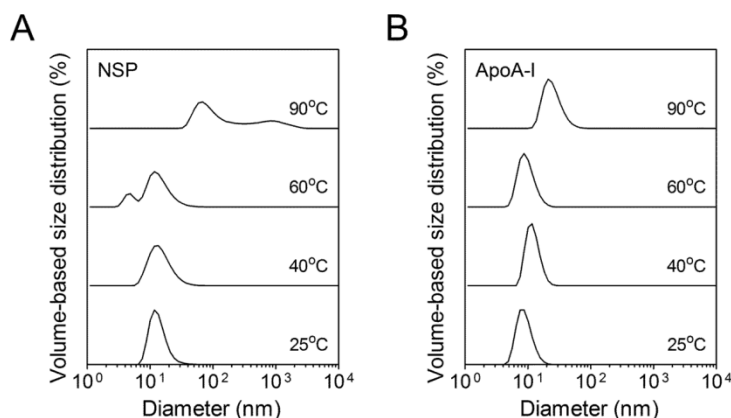 A
Volume-based size distribution (%)
NSP
90°C
60°C
40°C
25°C
10⁰ 10¹ 10² 10³ 10⁴
Diameter (nm)
B
Volume-based size distribution (%)
ApoA-I
90°C
60°C
40°C
25°C
10⁰ 10¹ 10² 10³ 10⁴
Diameter (nm)